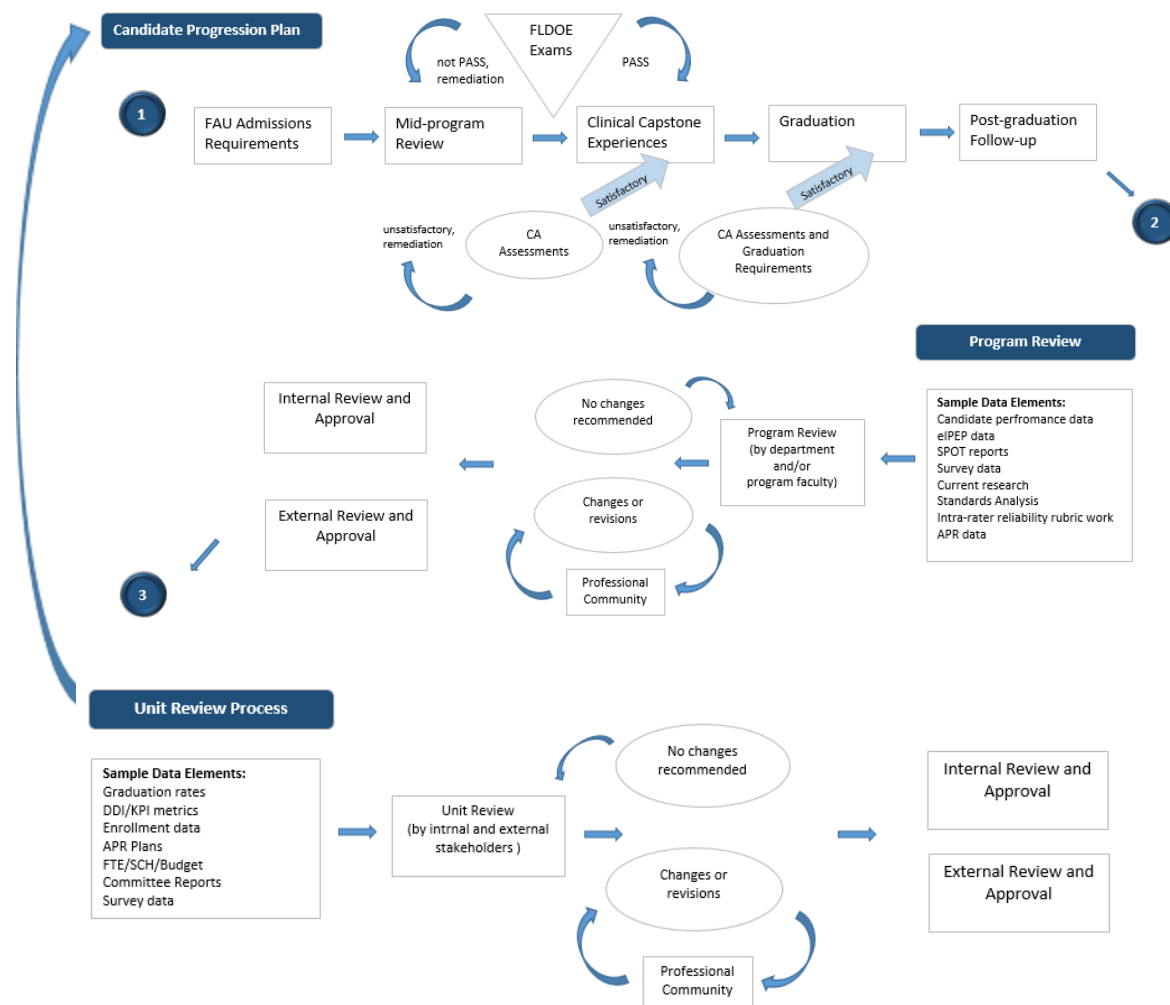 Candidate Progression Plan
FLDOE
Exams
not PASS,
remediation
PASS
1
FAU Admissions
Requirements
Mid-program
Review
Clinical Capstone
Experiences
Graduation
Post-graduation
Follow-up
Satisfactory
Satisfactory
2
unsatisfactory,
remediation
CA
Assessments
unsatisfactory,
remediation
CA Assessments and
Graduation
Requirements
Program Review
Internal Review and
Approval
No changes
recommended
Program Review
(by department
and/or
program faculty)
Sample Data Elements:
Candidate perfromance data
eIPEP data
SPOT reports
Survey data
Current research
Standards Analysis
Intra-rater reliability rubric work
APR data
External Review and
Approval
Changes or
revisions
Professional
Community
3
Unit Review Process
Sample Data Elements:
Graduation rates
DDI/KPI metrics
Enrollment data
APR Plans
FTE/SCH/Budget
Committee Reports
Survey data
Unit Review
(by intrnal and external
stakeholders )
No changes
recommended
Changes or
revisions
Professional
Community
Internal Review and
Approval
External Review and
Approval